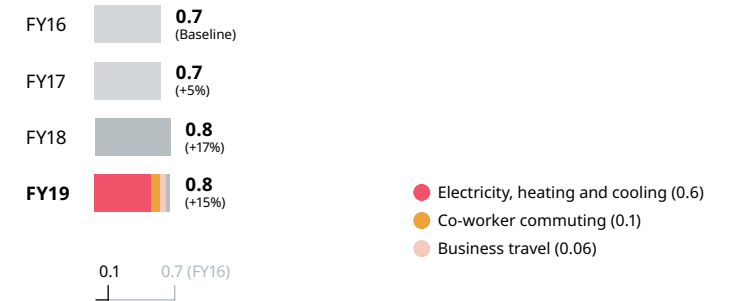 FY16
0.7
(Baseline)
FY17
0.7
(+5%)
FY18
0.8
(+17%)
FY19
0.8
(+15%)
Electricity, heating and cooling (0.6)
Co-worker commuting (0.1)
Business travel (0.06)
0.1
0.7 (FY16)